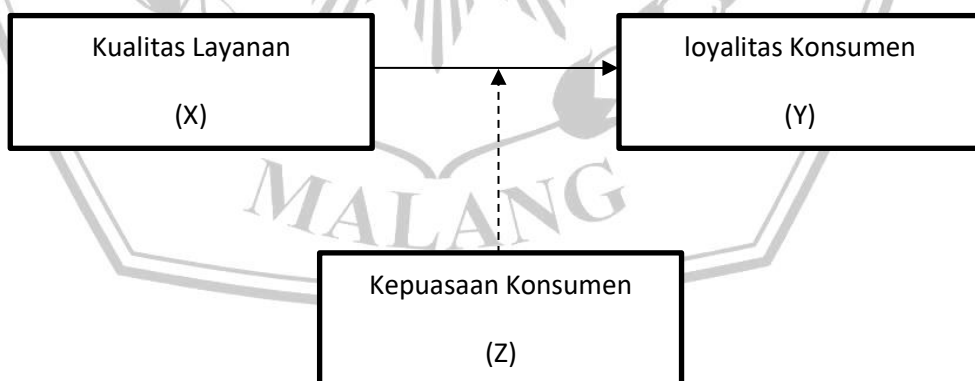 Kualitas Layanan
(X)
loyalitas Konsumen
(Y)
MALANG
Kepuasaan Konsumen
(Z)